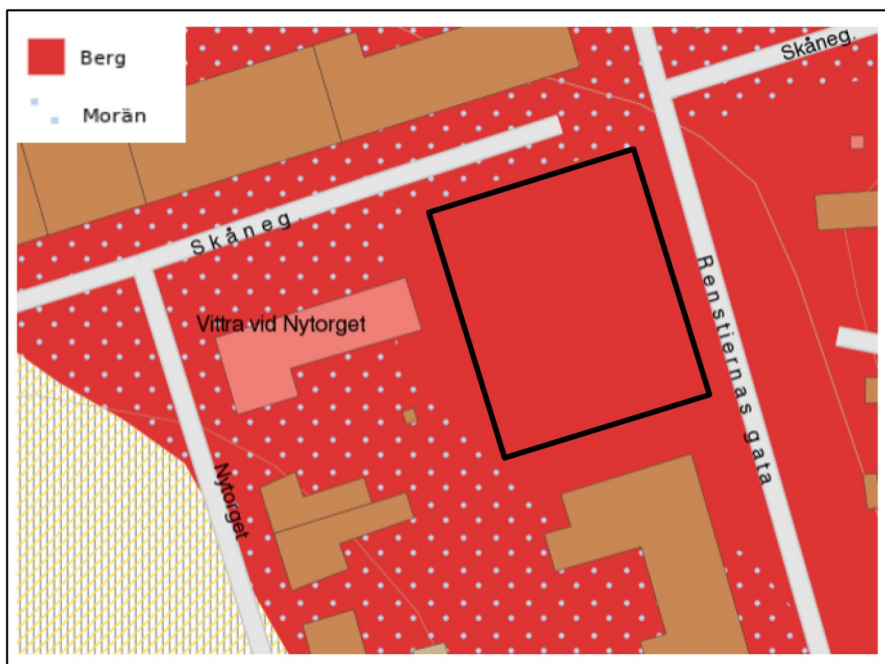 Berg
Morän
Skåneg.
Skåneg.
Vittra vid Nytorget
Renstiernas gata
Nytorget